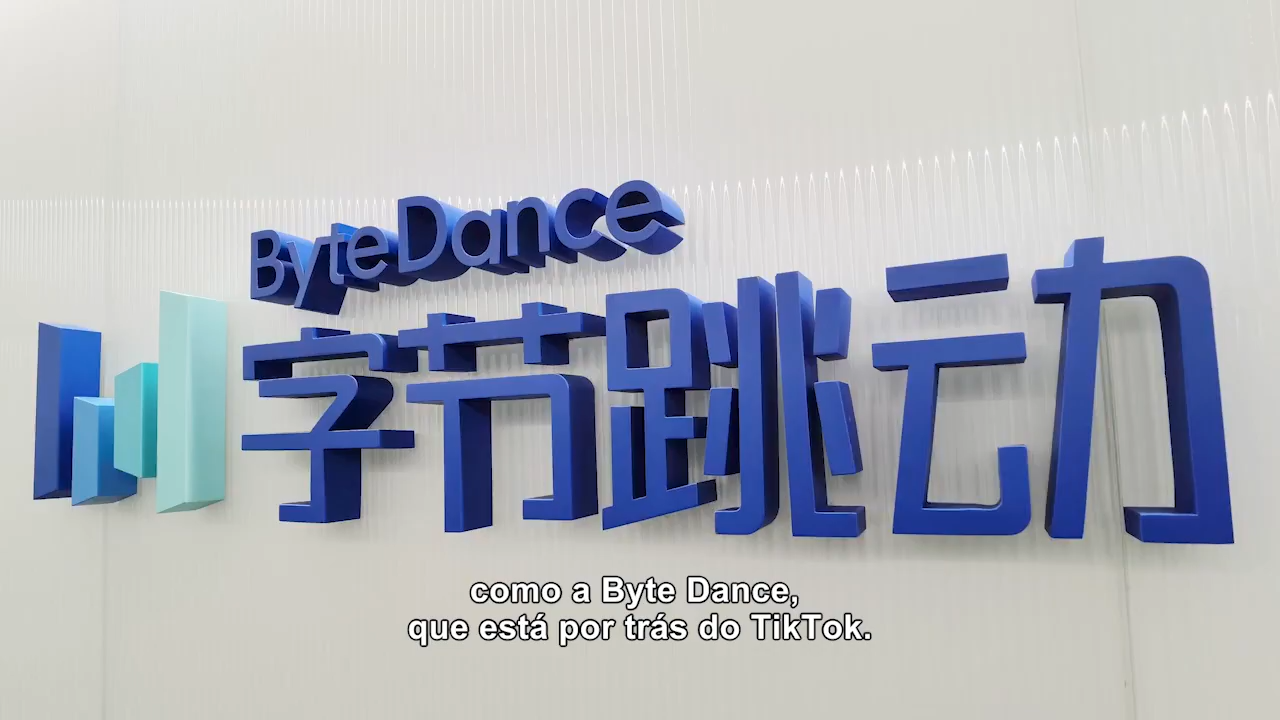 ByteDance
字节跳动
como a Byte Dance,
que está por trás do TikTok.